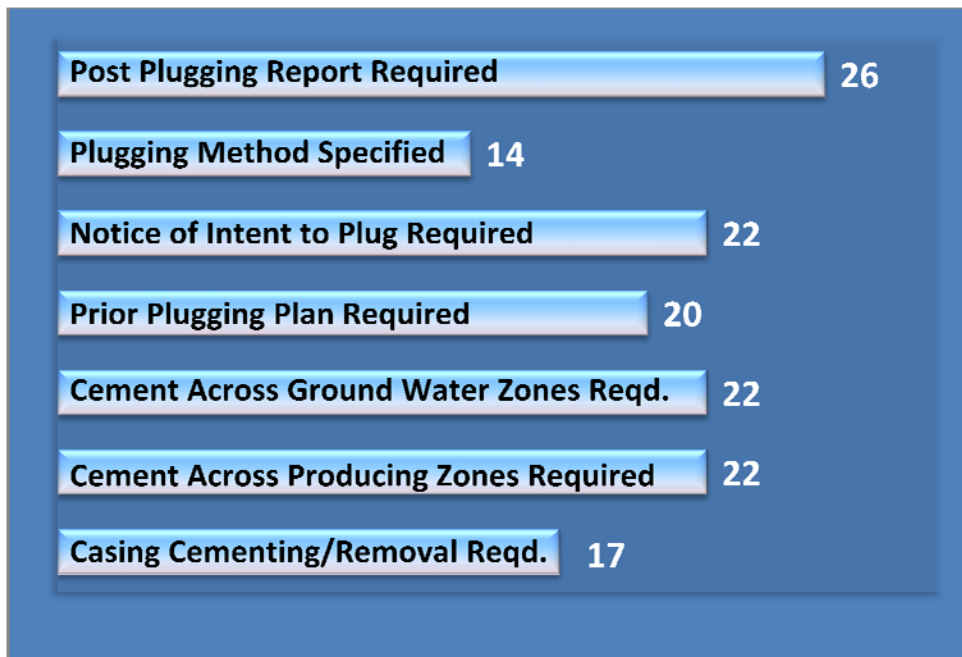 Post Plugging Report Required 26
Plugging Method Specified 14
Notice of Intent to Plug Required 22
Prior Plugging Plan Required 20
Cement Across Ground Water Zones Reqd. 22
Cement Across Producing Zones Required 22
Casing Cementing/Removal Reqd. 17